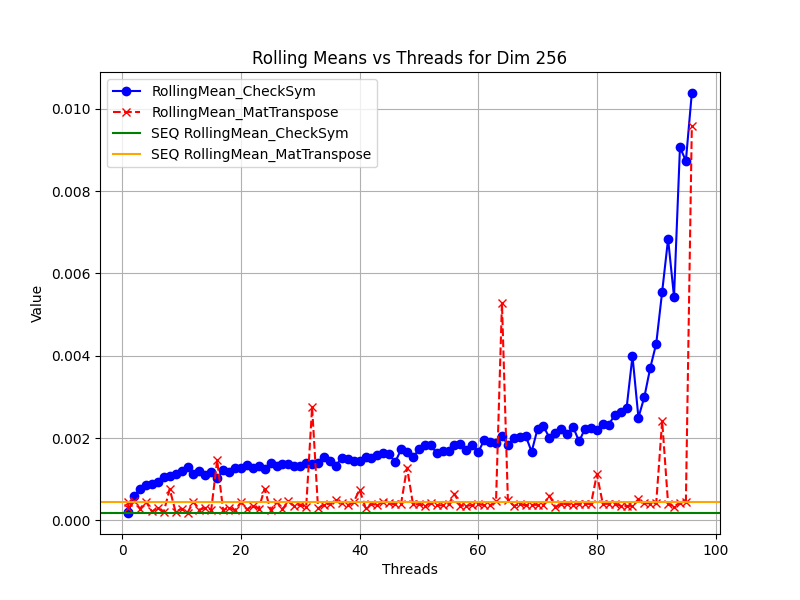 Rolling Means vs Threads for Dim 256
RollingMean_CheckSym
RollingMean_MatTranspose
SEQ RollingMean_CheckSym
SEQ RollingMean_MatTranspose
Value
0.010
0.008
0.006
0.004
0.002
0.000
0 20 40 60 80 100
Threads